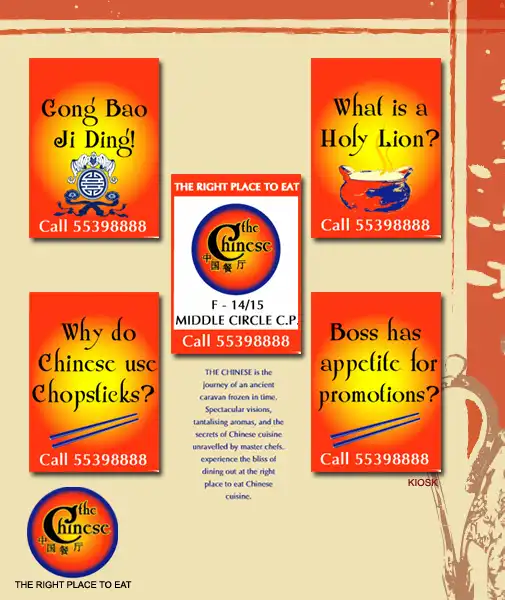 Gong Bao
Ji Ding!
Call 55398888
What is a
Holy Lion?
Call 55398888
THE RIGHT PLACE TO EAT
the
Chinese
中国餐厅
F - 14/15
MIDDLE CIRCLE C.P.
Call 55398888
Why do
Chinese use
Chopsticks?
Call 55398888
Boss has
appetite for
promotions?
Call 55398888
THE CHINESE is the
journey of an ancient
caravan frozen in time.
Spectacular visions,
tantalising aromas, and the
secrets of Chinese cuisine
unravelled by master chefs.
experience the bliss of
dining out at the right
place to eat Chinese
cuisine.
KIOSK
the
Chinese
中国餐厅
THE RIGHT PLACE TO EAT